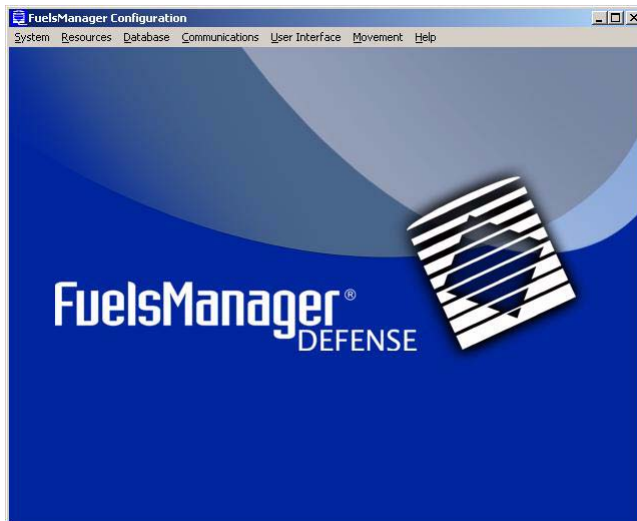 FuelsManager Configuration
System Resources Database Communications User Interface Movement Help
FuelsManager®
DEFENSE